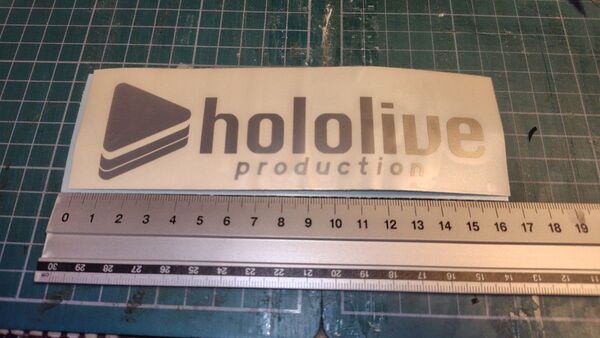 hololive
production
0 1 2 3 4 5 6 7 8 9 10 11 12 13 14 15 16 17 18 19
30 29 28 27 26 25 24 23 22 21 20 19 18 17 16 15 14 13 12 11